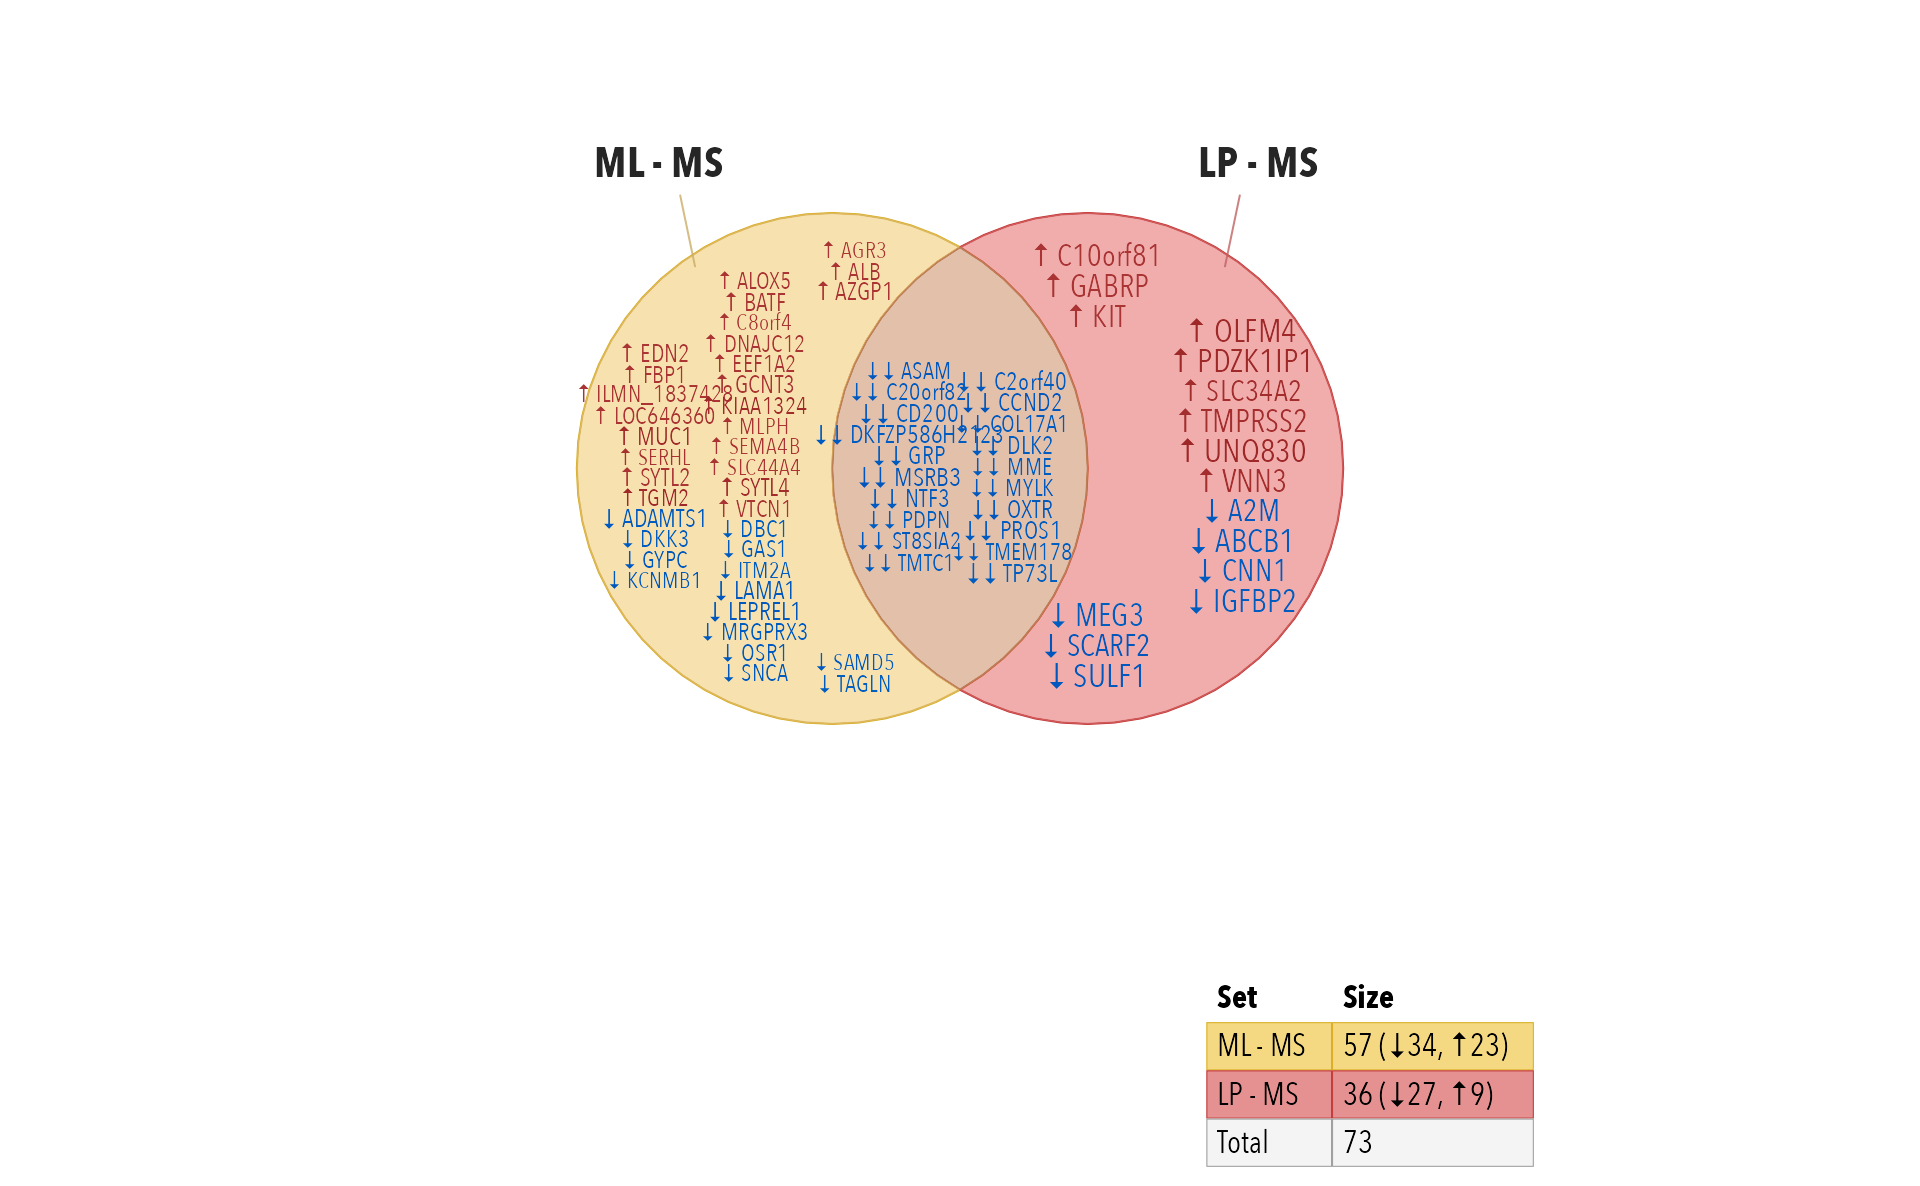 ML - MS
LP - MS
↑ AGR3
↑ ALB
↑ AZGP1
↑ ALOX5
↑ BATF
↑ C8orf4
↑ DNAJC12
↑ EEF1A2
↑ GCNT3
↑ KIAA1324
↑ MLPH
↑ SEMA4B
↑ SLC44A4
↑ SYTL4
↑ VTCN1
↓ DBC1
↓ GAS1
↓ ITM2A
↓ LAMA1
↓ LEPREL1
↓ MRGPRX3
↓ OSR1
↓ SNCA
↑ EDN2
↑ FBP1
↑ ILMN_1837428
↑ LOC646360
↑ MUC1
↑ SERHL
↑ SYTL2
↑ TGM2
↓ ADAMTS1
↓ DKK3
↓ GYPC
↓ KCNMB1
↓ SAMD5
↓ TAGLN
↓↓ ASAM
↓↓ C20orf82
↓↓ CD200
↓↓ DKFZP586H2123
↓↓ GRP
↓↓ MSRB3
↓↓ NTF3
↓↓ PDPN
↓↓ ST8SIA2
↓↓ TMTC1
↓↓ C2orf40
↓↓ CCND2
↓↓ COL17A1
↓↓ DLK2
↓↓ MME
↓↓ MYLK
↓↓ OXTR
↓↓ PROS1
↓↓ TMEM178
↓↓ TP73L
↑ C10orf81
↑ GABRP
↑ KIT
↑ OLFM4
↑ PDZK1IP1
↑ SLC34A2
↑ TMPRSS2
↑ UNQ830
↑ VNN3
↓ A2M
↓ ABCB1
↓ CNN1
↓ IGFBP2
↓ MEG3
↓ SCARF2
↓ SULF1
Set Size
ML - MS 57 (↓34, ↑23)
LP - MS 36 (↓27, ↑9)
Total 73